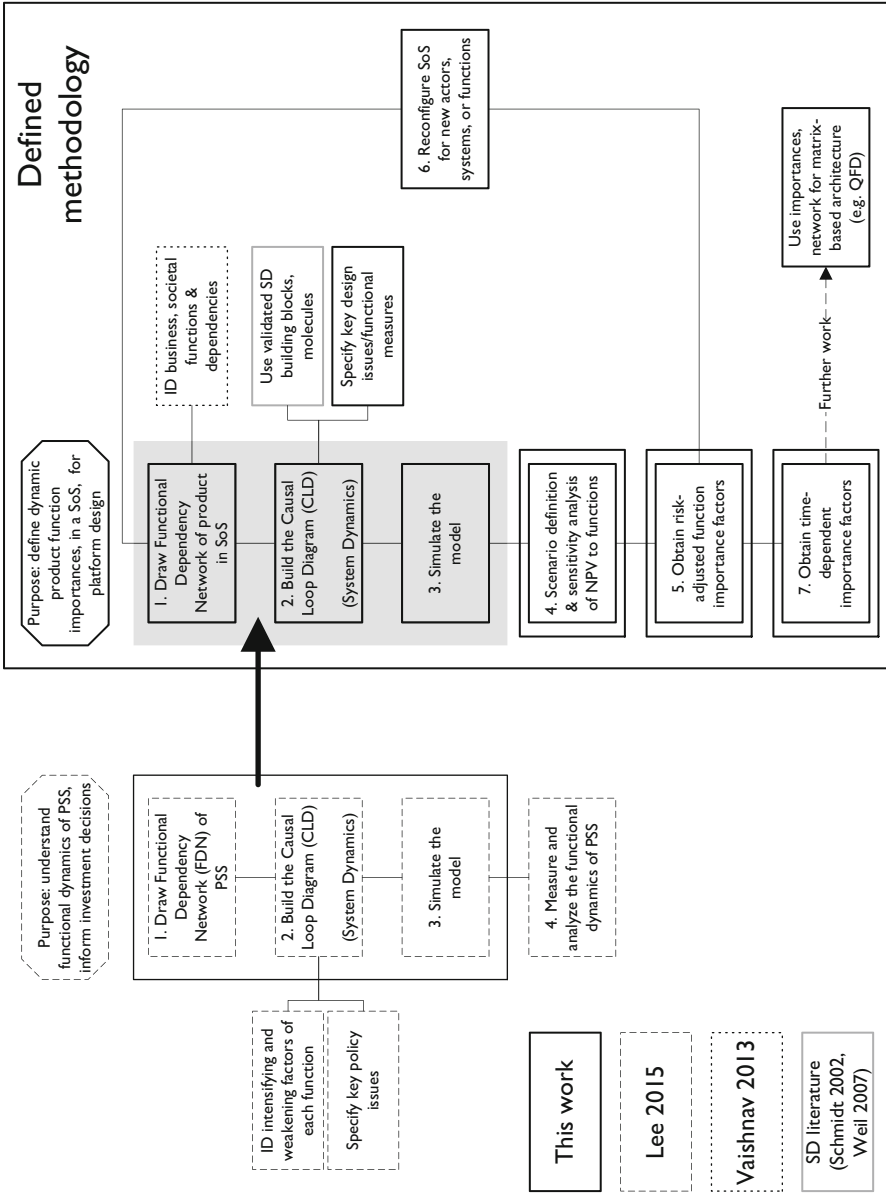 Purpose: understand
functional dynamics of PSS,
inform investment decisions
1. Draw Functional
Dependency
Network (FDN) of
PSS
2. Build the Causal
Loop Diagram (CLD)
(System Dynamics)
3. Simulate the
model
4. Measure and
analyze the functional
dynamics of PSS
ID intensifying and
weakening factors of
each function
Specify key policy
issues
Defined
methodology
Purpose: define dynamic
product function
importances, in a SoS, for
platform design
1. Draw Functional
Dependency
Network of product
in SoS
ID business, societal
functions &
dependencies
2. Build the Causal
Loop Diagram (CLD)
(System Dynamics)
Use validated SD
building blocks,
molecules
Specify key design
issues/functional
measures
3. Simulate the
model
4. Scenario definition
& sensitivity analysis
of NPV to functions
5. Obtain risk-
adjusted function
importance factors
6. Reconfigure SoS
for new actors,
systems, or functions
7. Obtain time-
dependent
importance factors
Further work
Use importances,
network for matrix-
based architecture
(e.g. QFD)
This work
Lee 2015
Vaishnav 2013
SD literature
(Schmidt 2002,
Weil 2007)